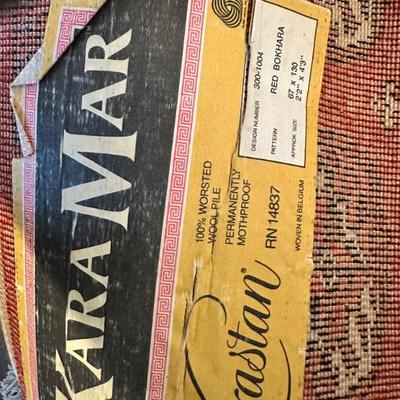 KARA MAR
DESIGN NUMBER 300-1004
PATTERN RED BOKHARA
APPROX. SIZE 67 x 130
2'2" x 4'3"
100% WORSTED
WOOL PILE
PERMANENTLY
MOTHPROOF
RN 14837
WOVEN IN BELGIUM
rastan®